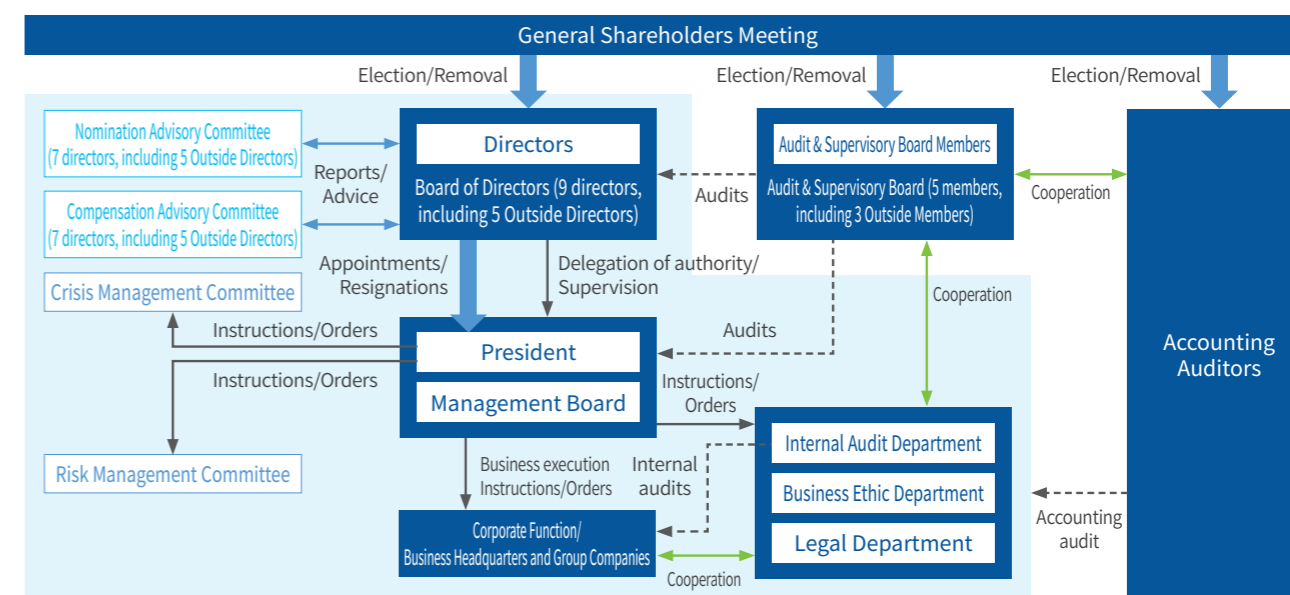 General Shareholders Meeting
Election/Removal
Election/Removal
Election/Removal
Nomination Advisory Committee
(7 directors, including 5 Outside Directors)
Reports/
Advice
Compensation Advisory Committee
(7 directors, including 5 Outside Directors)
Directors
Board of Directors (9 directors,
including 5 Outside Directors)
Audits
Audit & Supervisory Board Members
Audit & Supervisory Board (5 members,
including 3 Outside Members)
Cooperation
Appointments/
Resignations
Delegation of authority/
Supervision
Cooperation
Crisis Management Committee
Instructions/Orders
Instructions/Orders
Risk Management Committee
President
Management Board
Audits
Instructions/
Orders
Accounting
Auditors
Business execution
Instructions/Orders
Internal
audits
Internal Audit Department
Business Ethic Department
Legal Department
Accounting
audit
Corporate Function/
Business Headquarters and Group Companies
Cooperation